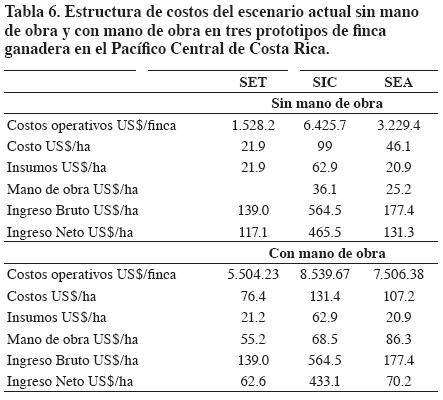 Tabla 6. Estructura de costos del escenario actual sin mano
de obra y con mano de obra en tres prototipos de finca
ganadera en el Pacífico Central de Costa Rica.
SET SIC SEA
Sin mano de obra
Costos operativos US$/finca 1.528.2 6.425.7 3.229.4
Costo US$/ha 21.9 99 46.1
Insumos US$/ha 21.9 62.9 20.9
Mano de obra US$/ha 36.1 25.2
Ingreso Bruto US$/ha 139.0 564.5 177.4
Ingreso Neto US$/ha 117.1 465.5 131.3
Con mano de obra
Costos operativos US$/finca 5.504.23 8.539.67 7.506.38
Costos US$/ha 76.4 131.4 107.2
Insumos US$/ha 21.2 62.9 20.9
Mano de obra US$/ha 55.2 68.5 86.3
Ingreso Bruto US$/ha 139.0 564.5 177.4
Ingreso Neto US$/ha 62.6 433.1 70.2